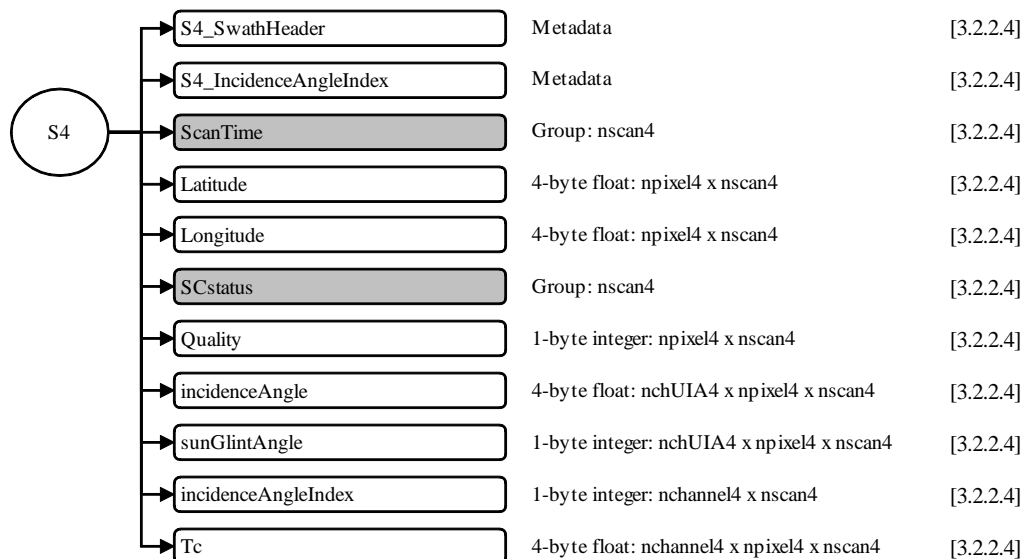 S4_SwathHeader Metadata [3.2.2.4]
S4_IncidenceAngleIndex Metadata [3.2.2.4]
S4 ScanTime Group: nscan4 [3.2.2.4]
Latitude 4-byte float: npixel4 x nscan4 [3.2.2.4]
Longitude 4-byte float: npixel4 x nscan4 [3.2.2.4]
SCstatus Group: nscan4 [3.2.2.4]
Quality 1-byte integer: npixel4 x nscan4 [3.2.2.4]
incidenceAngle 4-byte float: nchUIA4 x npixel4 x nscan4 [3.2.2.4]
sunGlintAngle 1-byte integer: nchUIA4 x npixel4 x nscan4 [3.2.2.4]
incidenceAngleIndex 1-byte integer: nchannel4 x nscan4 [3.2.2.4]
Tc 4-byte float: nchannel4 x npixel4 x nscan4 [3.2.2.4]